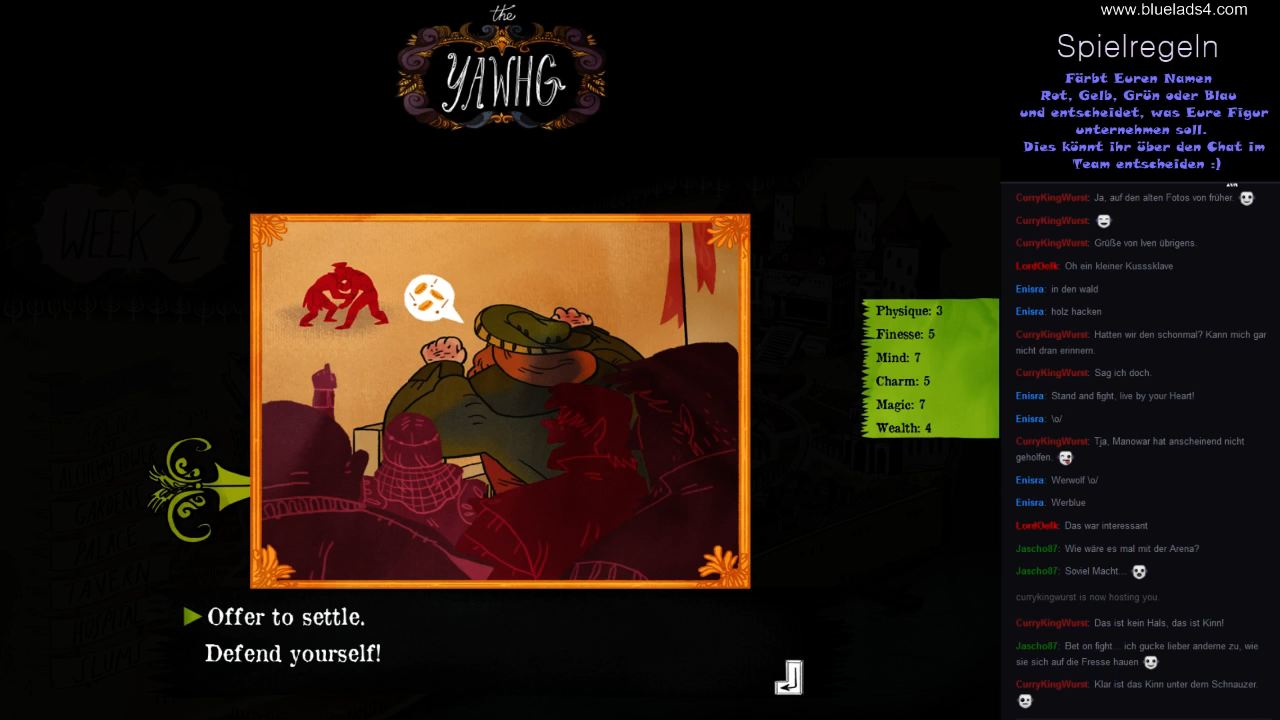 the
YAWHG
WEEK 2
GARDENS
PALACE
TAVERN
HOSPITAL
SLUMS
Physique: 3
Finesse: 5
Mind: 7
Charm: 5
Magic: 7
Wealth: 4
Offer to settle.
Defend yourself!
www.bluelads4.com
Spielregeln
Färbt Euren Namen
Rot, Gelb, Grün oder Blau
und entscheidet, was Eure Figur
unternehmen soll.
Dies könnt ihr über den Chat im
Team entscheiden :)
CurryKingWurst: Ja, auf den alten Fotos von früher.
CurryKingWurst:
CurryKingWurst: Grüße von Iven übrigens.
LordOelk: Oh ein kleiner Kusssklave
Enisra: in den wald
Enisra: holz hacken
CurryKingWurst: Hatten wir den schonmal? Kann mich gar
nicht dran erinnern.
CurryKingWurst: Sag ich doch.
Enisra: Stand and fight, live by your Heart!
Enisra: \o/
CurryKingWurst: Tja, Manowar hat anscheinend nicht
geholfen.
Enisra: Werwolf \o/
Enisra: Werblue
LordOelk: Das war interessant
Jascho87: Wie wäre es mal mit der Arena?
Jascho87: Soviel Macht...
currykingwurst is now hosting you.
CurryKingWurst: Das ist kein Hals, das ist Kinn!
Jascho87: Bet on fight... ich gucke lieber anderne zu, wie
sie sich auf die Fresse hauen
CurryKingWurst: Klar ist das Kinn unter dem Schnauzer.